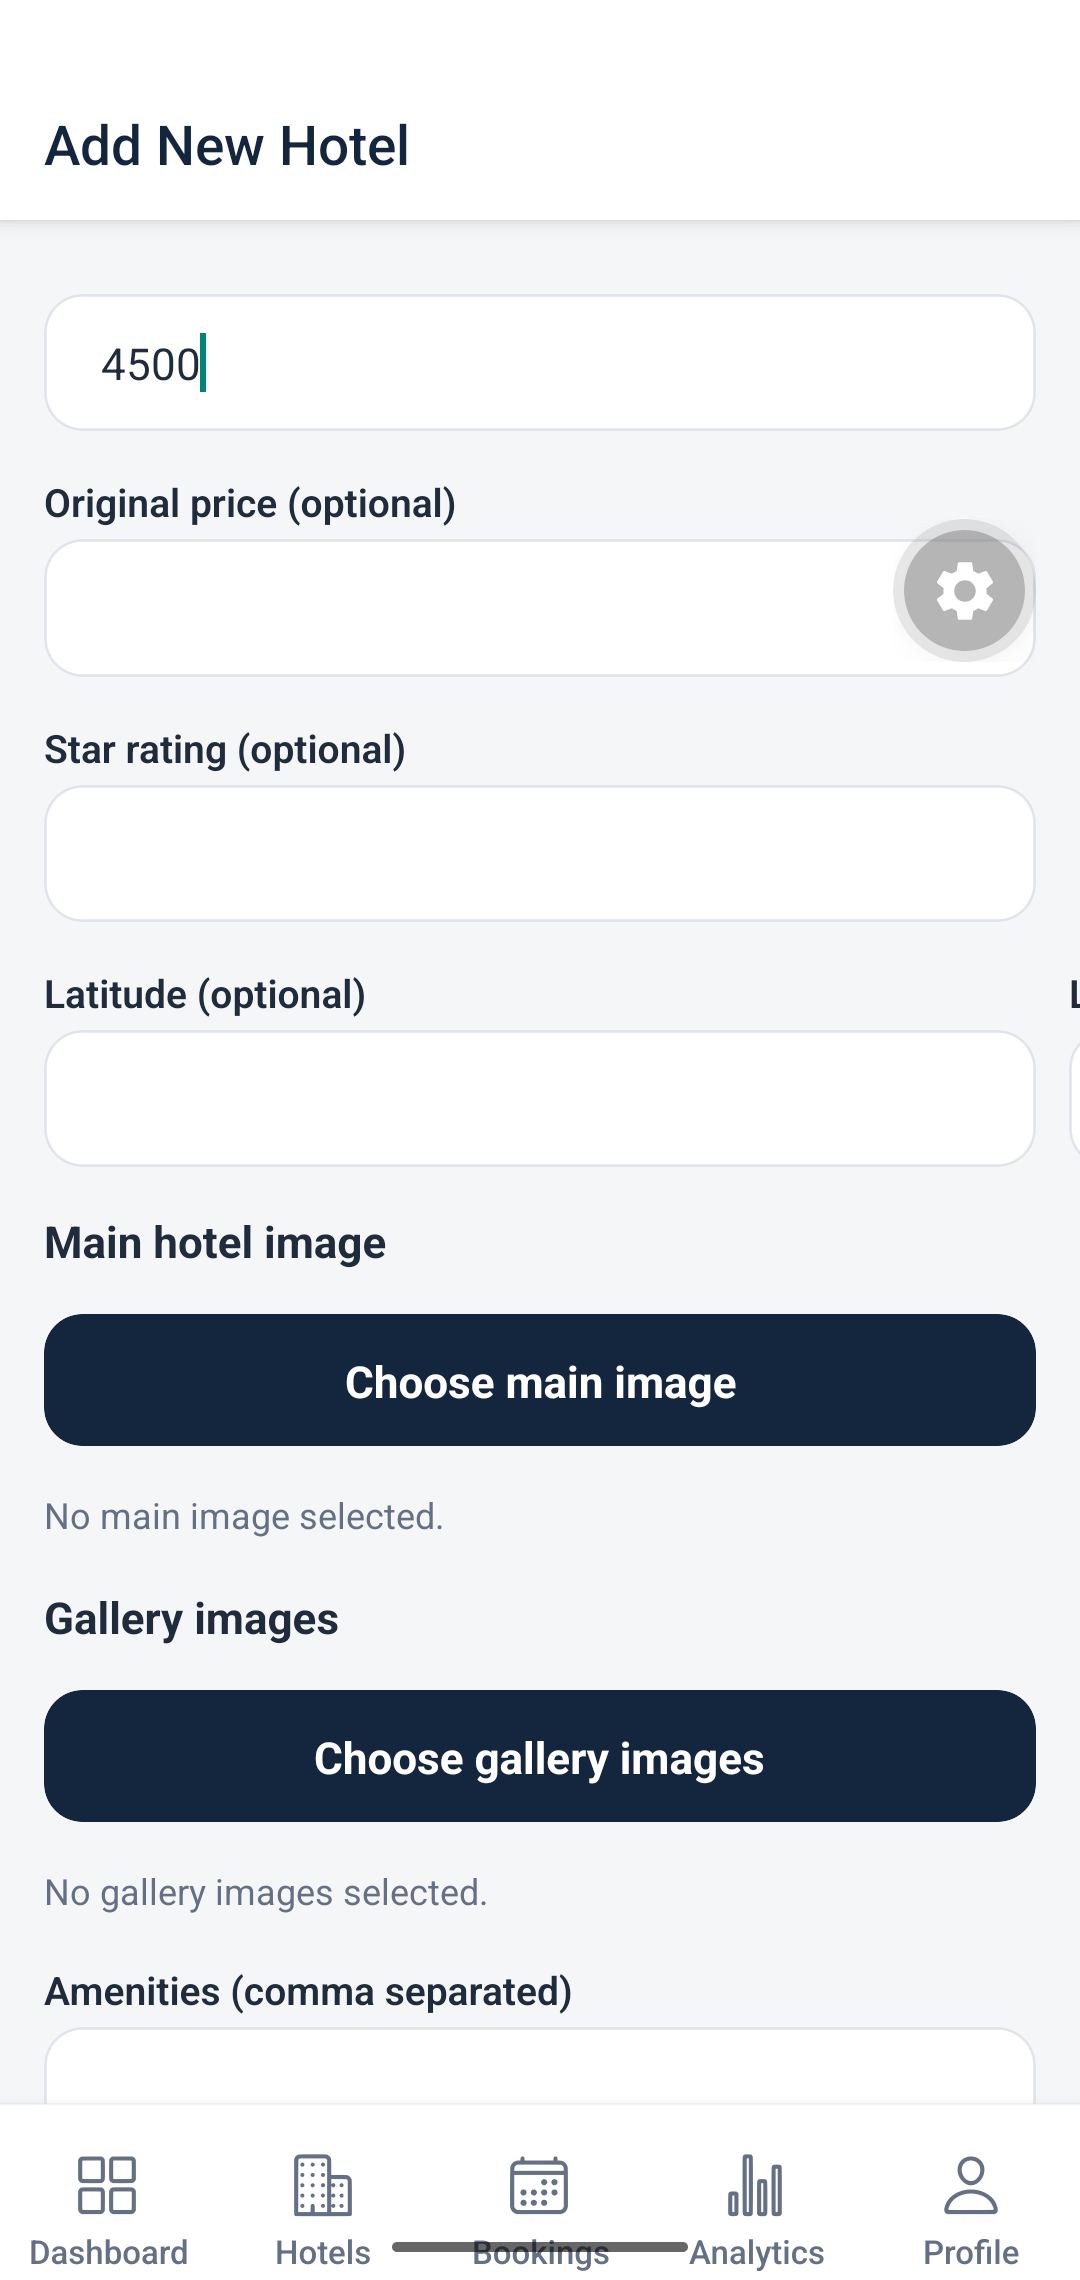 Add New Hotel
4500
Original price (optional)
Star rating (optional)
Latitude (optional)
Main hotel image
Choose main image
No main image selected.
Gallery images
Choose gallery images
No gallery images selected.
Amenities (comma separated)
Dashboard Hotels Bookings Analytics Profile